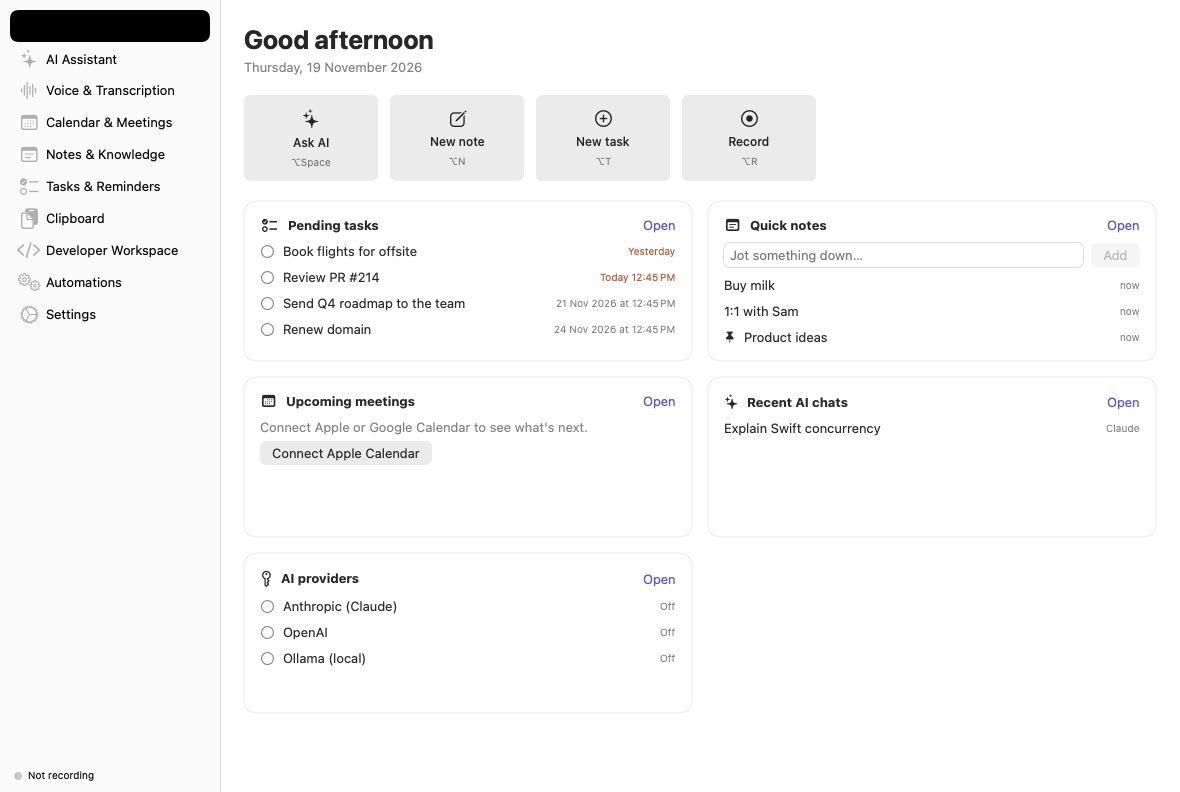 AI Assistant
Voice & Transcription
Calendar & Meetings
Notes & Knowledge
Tasks & Reminders
Clipboard
Developer Workspace
Automations
Settings
Not recording
Good afternoon
Thursday, 19 November 2026
Ask AI
⌥Space
New note
⌥N
New task
⌥T
Record
⌥R
Pending tasks Open
Book flights for offsite Yesterday
Review PR #214 Today 12:45 PM
Send Q4 roadmap to the team 21 Nov 2026 at 12:45 PM
Renew domain 24 Nov 2026 at 12:45 PM
Quick notes Open
Jot something down... Add
Buy milk now
1:1 with Sam now
Product ideas now
Upcoming meetings Open
Connect Apple or Google Calendar to see what's next.
Connect Apple Calendar
Recent AI chats Open
Explain Swift concurrency Claude
AI providers Open
Anthropic (Claude) Off
OpenAI Off
Ollama (local) Off